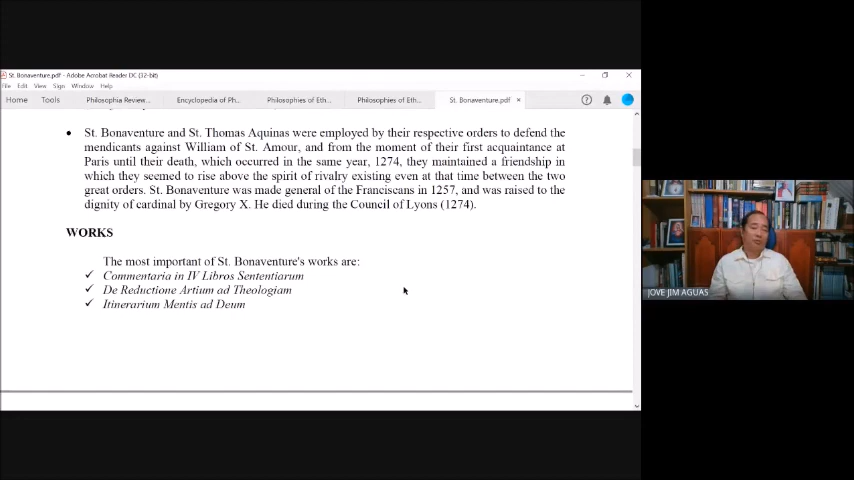 St. Bonaventure.pdf - Adobe Acrobat Reader DC (32-bit)
File Edit View Sign Window Help
Home Tools Philosophia Review... Encyclopedia of Ph... Philosophies of Eth... Philosophies of Eth... St. Bonaventure.pdf ×
• St. Bonaventure and St. Thomas Aquinas were employed by their respective orders to defend the
mendicants against William of St. Amour, and from the moment of their first acquaintance at
Paris until their death, which occurred in the same year, 1274, they maintained a friendship in
which they seemed to rise above the spirit of rivalry existing even at that time between the two
great orders. St. Bonaventure was made general of the Franciscans in 1257, and was raised to the
dignity of cardinal by Gregory X. He died during the Council of Lyons (1274).
WORKS
The most important of St. Bonaventure's works are:
✓ Commentaria in IV Libros Sententiarum
✓ De Reductione Artium ad Theologiam
✓ Itinerarium Mentis ad Deum
JOVE JIM AGUAS